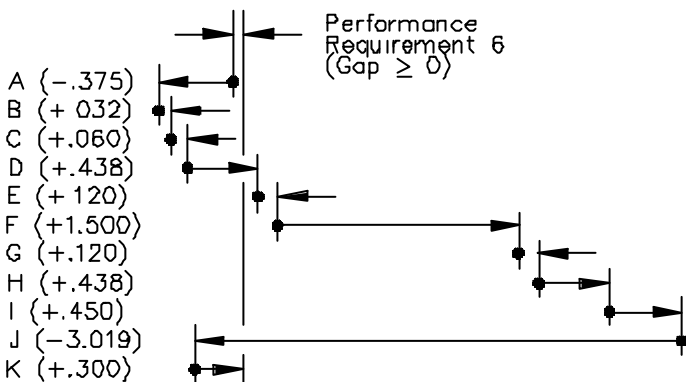 Performance
Requirement 6
(Gap ≥ 0)
A (-.375)
B (+ 032)
C (+.060)
D (+.438)
E (+ 120)
F (+1.500)
G (+.120)
H (+.438)
I (+.450)
J (-3.019)
K (+.300)